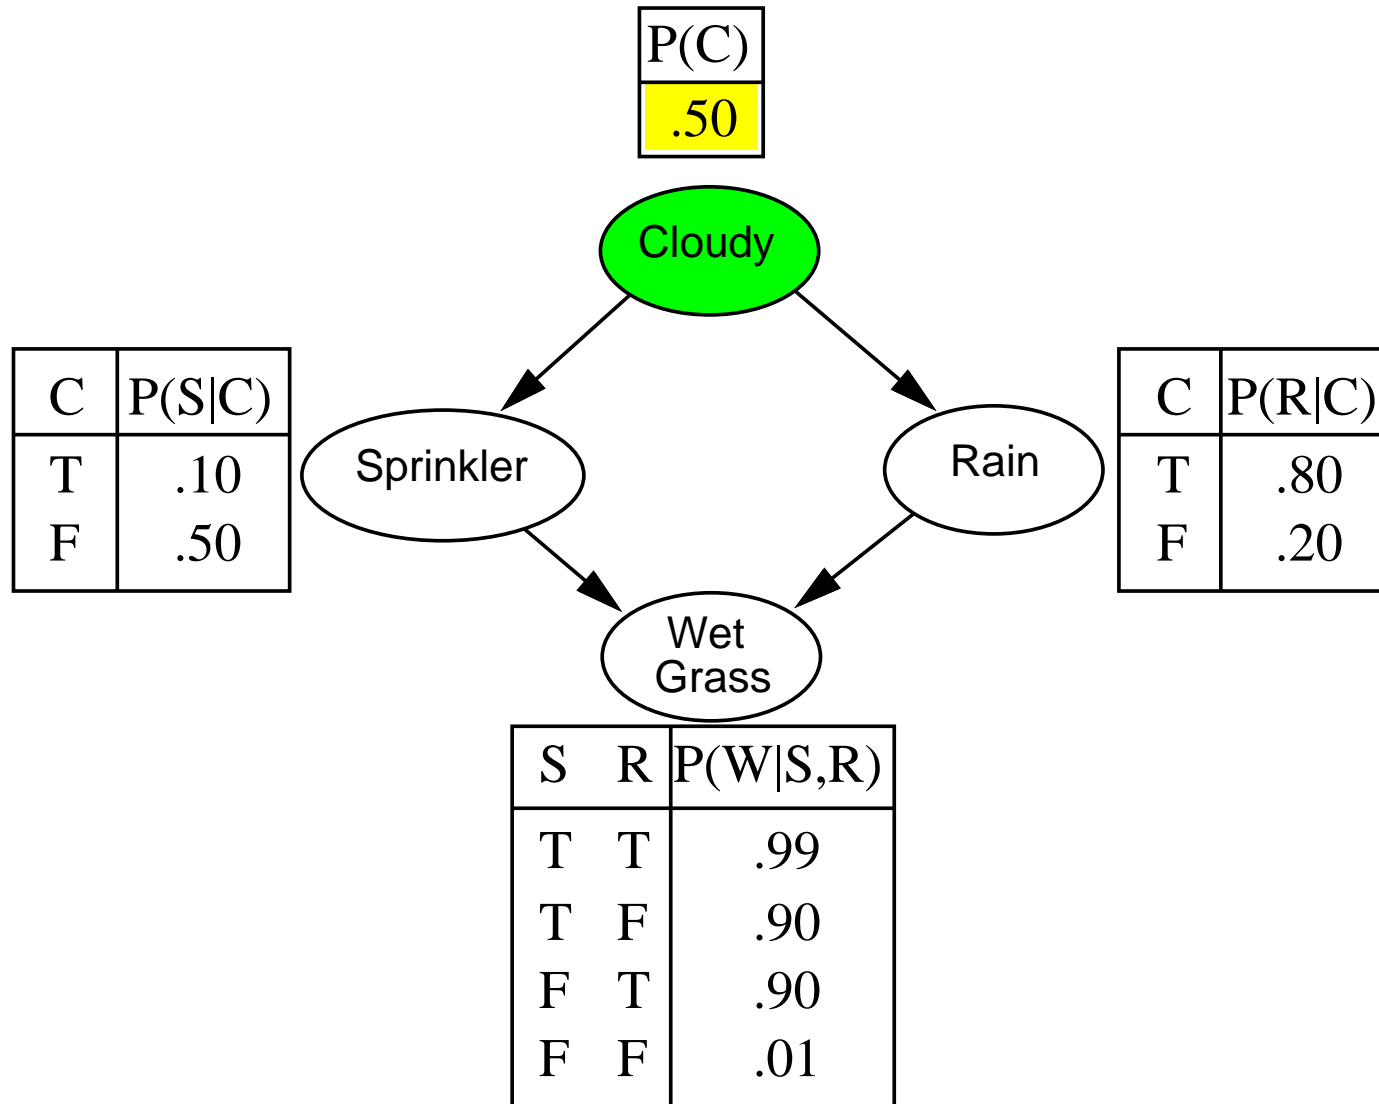 P(C)
.50
Cloudy
C P(S|C)
T .10
F .50
Sprinkler
Rain
C P(R|C)
T .80
F .20
Wet
Grass
S R P(W|S,R)
T T .99
T F .90
F T .90
F F .01